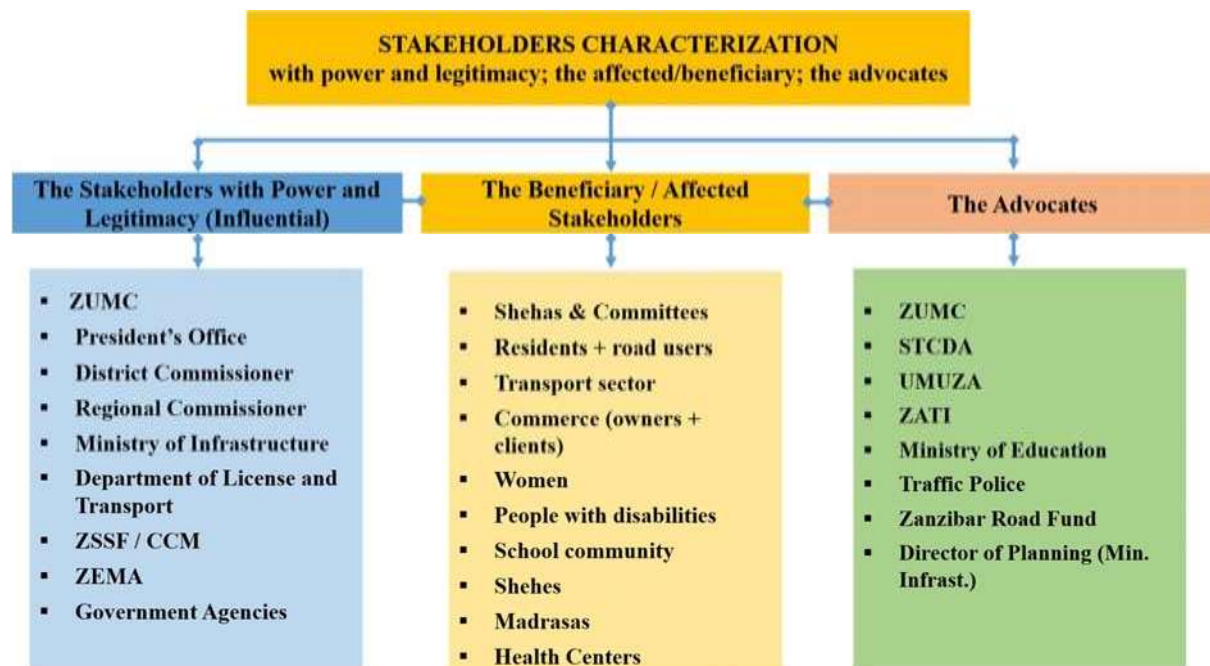 STAKEHOLDERS CHARACTERIZATION
with power and legitimacy; the affected/beneficiary; the advocates
The Stakeholders with Power and
Legitimacy (Influential)
▪ ZUMC
▪ President's Office
▪ District Commissioner
▪ Regional Commissioner
▪ Ministry of Infrastructure
▪ Department of License and
Transport
▪ ZSSF / CCM
▪ ZEMA
▪ Government Agencies
The Beneficiary / Affected
Stakeholders
▪ Shehas & Committees
▪ Residents + road users
▪ Transport sector
▪ Commerce (owners +
clients)
▪ Women
▪ People with disabilities
▪ School community
▪ Shehes
▪ Madrasas
▪ Health Centers
The Advocates
▪ ZUMC
▪ STCDA
▪ UMUZA
▪ ZATI
▪ Ministry of Education
▪ Traffic Police
▪ Zanzibar Road Fund
▪ Director of Planning (Min.
Infrast.)